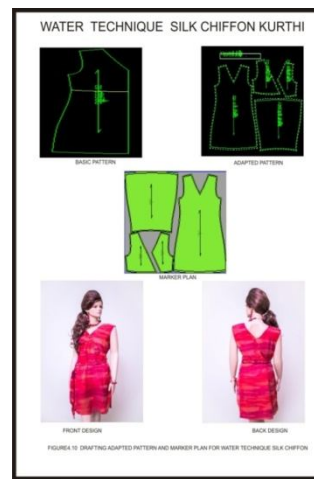 WATER TECHNIQUE SILK CHIFFON KURTHI
BASIC PATTERN
ADAPTED PATTERN
MARKER PLAN
FRONT DESIGN
BACK DESIGN
FIGURE4.10 DRAFTING ADAPTED PATTERN AND MARKER PLAN FOR WATER TECHNIQUE SILK CHIFFON